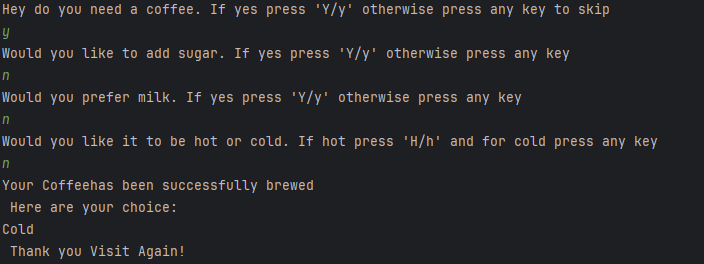 Hey do you need a coffee. If yes press 'Y/y' otherwise press any key to skip
y
Would you like to add sugar. If yes press 'Y/y' otherwise press any key
n
Would you prefer milk. If yes press 'Y/y' otherwise press any key
n
Would you like it to be hot or cold. If hot press 'H/h' and for cold press any key
n
Your Coffeehas been successfully brewed
 Here are your choice:
Cold
 Thank you Visit Again!